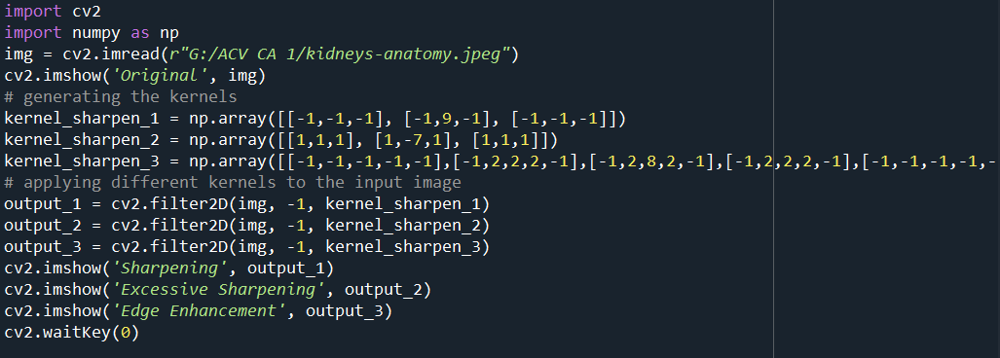 import cv2
import numpy as np
img = cv2.imread(r"G:/ACV CA 1/kidneys-anatomy.jpeg")
cv2.imshow('Original', img)
# generating the kernels
kernel_sharpen_1 = np.array([[-1,-1,-1], [-1,9,-1], [-1,-1,-1]])
kernel_sharpen_2 = np.array([[1,1,1], [1,-7,1], [1,1,1]])
kernel_sharpen_3 = np.array([[-1,-1,-1,-1,-1],[-1,2,2,2,-1],[-1,2,8,2,-1],[-1,2,2,2,-1],[-1,-1,-1,-1,-
# applying different kernels to the input image
output_1 = cv2.filter2D(img, -1, kernel_sharpen_1)
output_2 = cv2.filter2D(img, -1, kernel_sharpen_2)
output_3 = cv2.filter2D(img, -1, kernel_sharpen_3)
cv2.imshow('Sharpening', output_1)
cv2.imshow('Excessive Sharpening', output_2)
cv2.imshow('Edge Enhancement', output_3)
cv2.waitKey(0)